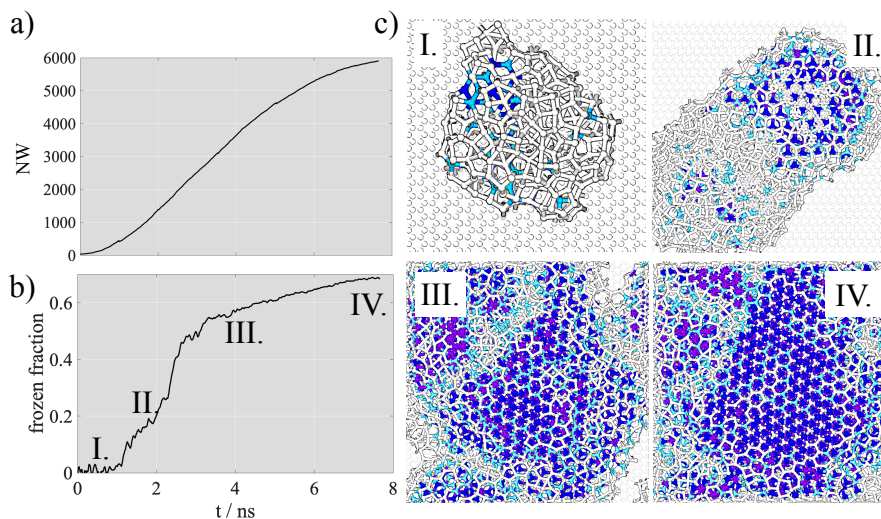 a)
6000
5000
4000
3000
2000
1000
0
NW
b)
0.6
0.4
0.2
0
frozen fraction
I.
II.
III.
IV.
0 2 4 6 8
t / ns
c)
I.
II.
III.
IV.